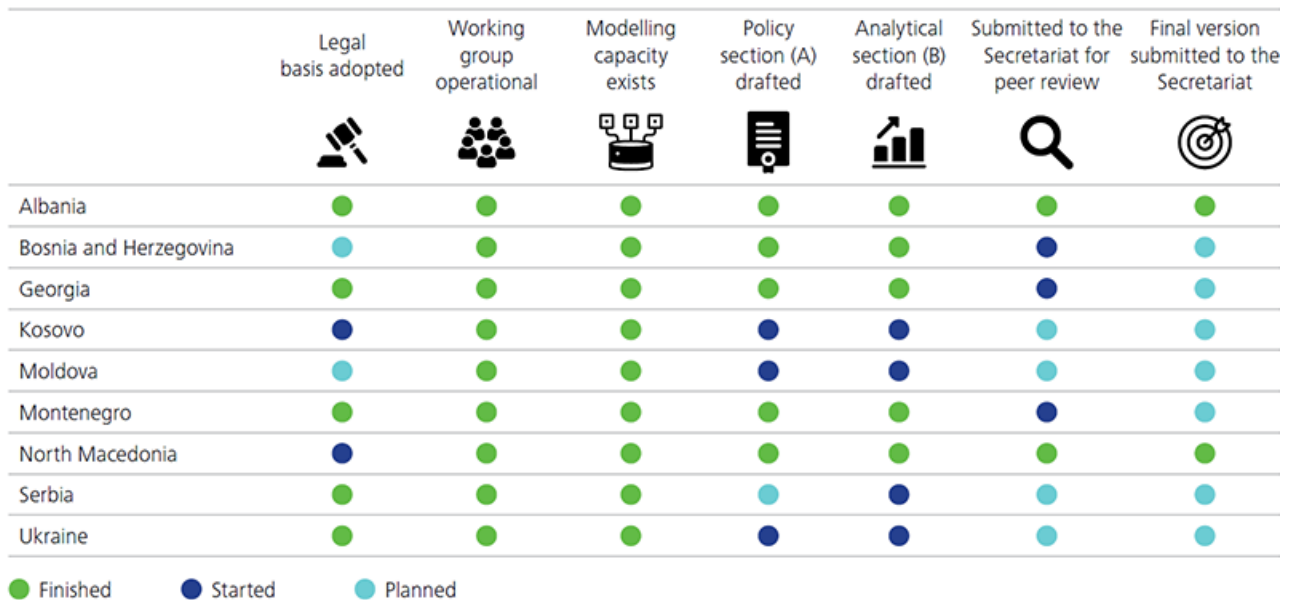 Legal
basis adopted
Working
group
operational
Modelling
capacity
exists
Policy
section (A)
drafted
Analytical
section (B)
drafted
Submitted to the
Secretariat for
peer review
Final version
submitted to the
Secretariat
Albania
Bosnia and Herzegovina
Georgia
Kosovo
Moldova
Montenegro
North Macedonia
Serbia
Ukraine
Finished
Started
Planned